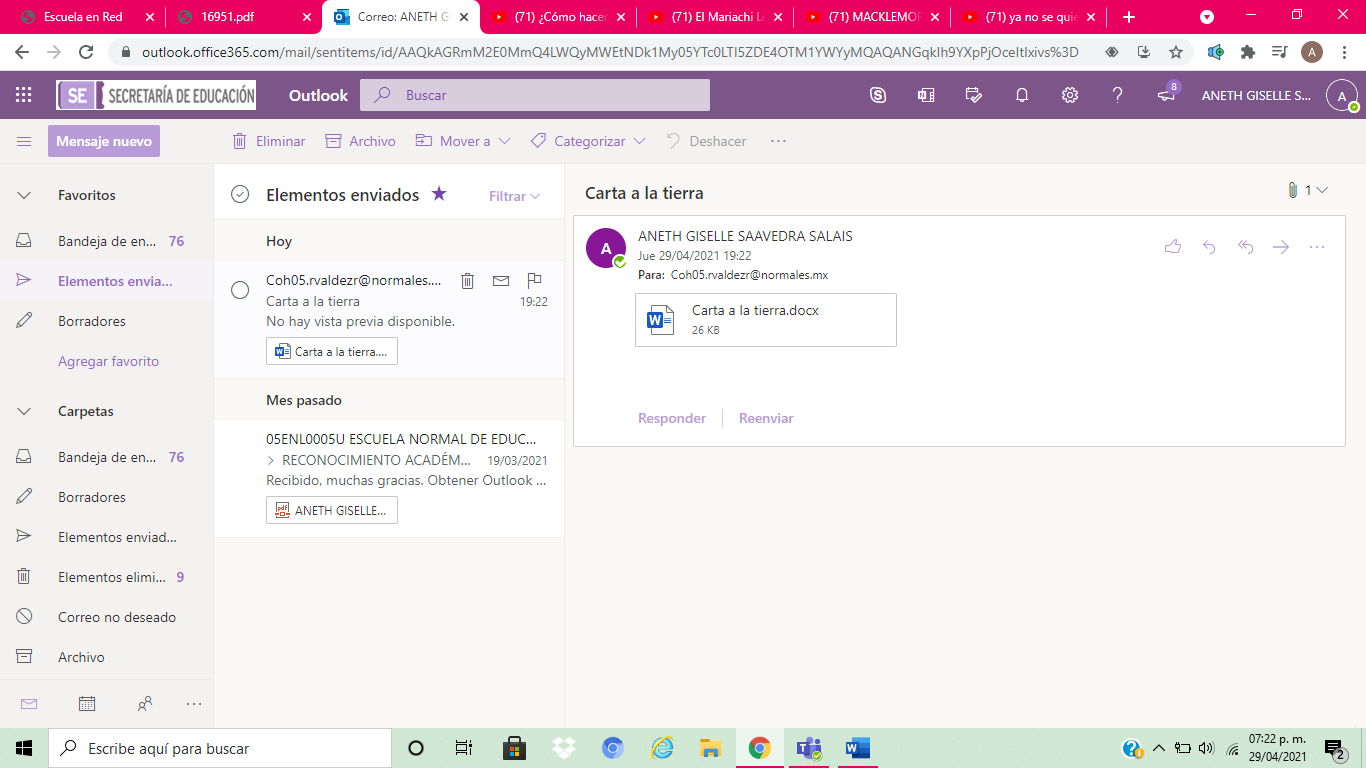 Escuela en Red
16951.pdf
Correo: ANETH G
(71) ¿Cómo hacer
(71) El Mariachi L
(71) MACKLEMOR
(71) ya no se quie
outlook.office365.com/mail/sentitems/id/AAQkAGRmM2E0MmQ4LWQyMWEtNDk1My05YTc0LTI5ZDE4OTM1YWYyMQAQANGqkIh9YXpPjOceItIxivs%3D
A
SE SECRETARÍA DE EDUCACIÓN
Outlook
Buscar
8
ANETH GISELLE S...
A
Mensaje nuevo
Eliminar
Archivo
Mover a
Categorizar
Deshacer
Favoritos
Bandeja de en... 76
Elementos envia...
Borradores
Agregar favorito
Carpetas
Bandeja de en... 76
Borradores
Elementos enviad...
Elementos elimi... 9
Correo no deseado
Archivo
Elementos enviados
Filtrar
Hoy
Coh05.rvaldezr@normales....
Carta a la tierra 19:22
No hay vista previa disponible.
Carta a la tierra....
Mes pasado
05ENL0005U ESCUELA NORMAL DE EDUC...
RECONOCIMIENTO ACADÉM... 19/03/2021
Recibido, muchas gracias. Obtener Outlook ...
ANETH GISELLE...
Carta a la tierra
1
A
ANETH GISELLE SAAVEDRA SALAIS
Jue 29/04/2021 19:22
Para: Coh05.rvaldezr@normales.mx
Carta a la tierra.docx
26 KB
Responder
Reenviar
Escribe aquí para buscar
07:22 p. m.
29/04/2021
2